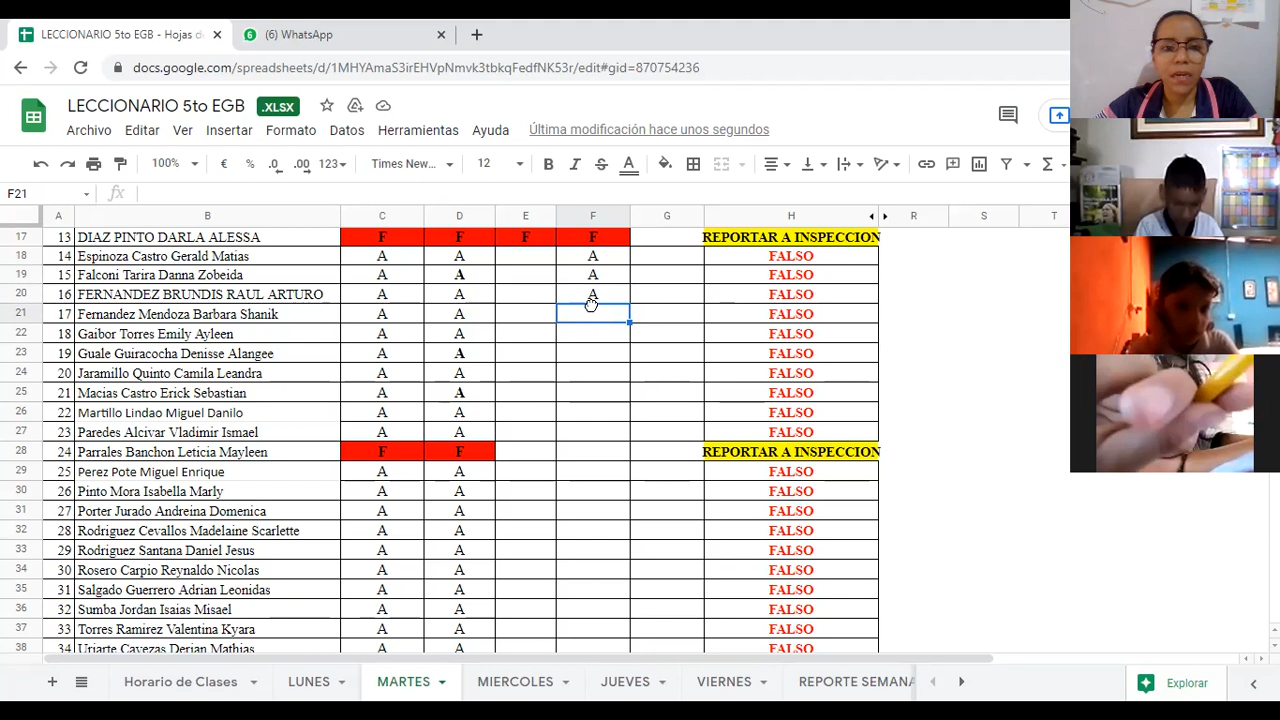 LECCIONARIO 5to EGB - Hojas de
(6) WhatsApp
docs.google.com/spreadsheets/d/1MHYAmaS3irEHVpNmvk3tbkqFedfNK53r/edit#gid=870754236
LECCIONARIO 5to EGB .XLSX
Archivo Editar Ver Insertar Formato Datos Herramientas Ayuda Última modificación hace unos segundos
100% € % .0 .00 123 Times New... 12 B I S A
F21 fx
A B C D E F G H R S T
17 13 DIAZ PINTO DARLA ALESSA F F F F REPORTAR A INSPECCION
18 14 Espinoza Castro Gerald Matias A A A FALSO
19 15 Falconi Tarira Danna Zobeida A A A FALSO
20 16 FERNANDEZ BRUNDIS RAUL ARTURO A A A FALSO
21 17 Fernandez Mendoza Barbara Shanik A A FALSO
22 18 Gaibor Torres Emily Ayleen A A FALSO
23 19 Guale Guiracocha Denisse Alangee A A FALSO
24 20 Jaramillo Quinto Camila Leandra A A FALSO
25 21 Macias Castro Erick Sebastian A A FALSO
26 22 Martillo Lindao Miguel Danilo A A FALSO
27 23 Paredes Alcivar Vladimir Ismael A A FALSO
28 24 Parrales Banchon Leticia Mayleen F F REPORTAR A INSPECCION
29 25 Perez Pote Miguel Enrique A A FALSO
30 26 Pinto Mora Isabella Marly A A FALSO
31 27 Porter Jurado Andreina Domenica A A FALSO
32 28 Rodriguez Cevallos Madelaine Scarlette A A FALSO
33 29 Rodriguez Santana Daniel Jesus A A FALSO
34 30 Rosero Carpio Reynaldo Nicolas A A FALSO
35 31 Salgado Guerrero Adrian Leonidas A A FALSO
36 32 Sumba Jordan Isaias Misael A A FALSO
37 33 Torres Ramirez Valentina Kyara A A FALSO
38 34 Uriarte Cavezas Derian Mathias A A FALSO
Horario de Clases LUNES MARTES MIERCOLES JUEVES VIERNES REPORTE SEMANA Explorar